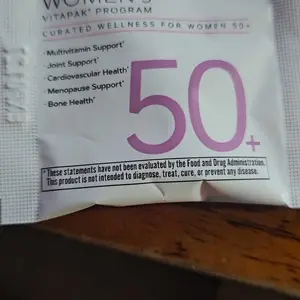 WOMEN'S
VITAPAK® PROGRAM
CURATED WELLNESS FOR WOMEN 50+
• Multivitamin Support*
• Joint Support*
• Cardiovascular Health*
• Menopause Support*
• Bone Health*
50+
*These statements have not been evaluated by the Food and Drug Administration.
This product is not intended to diagnose, treat, cure, or prevent any disease.